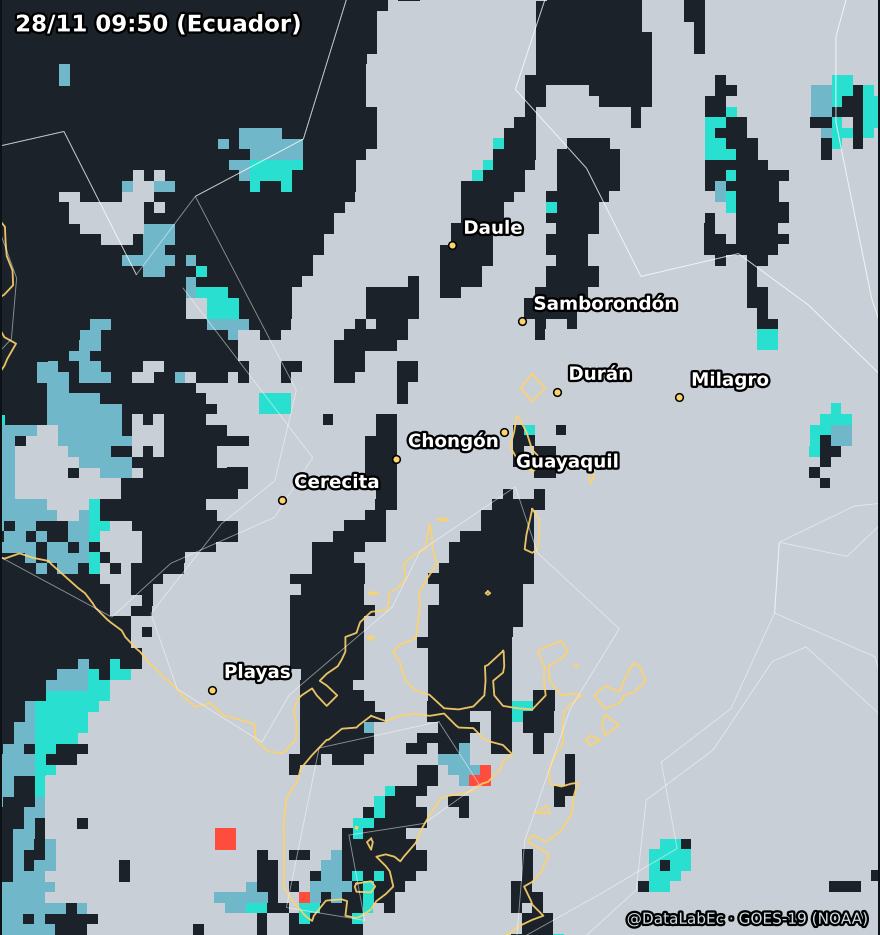 28/11 09:50 (Ecuador)
Daule
Samborondón
Durán
Milagro
Chongón
Guayaquil
Cerecita
Playas
@DataLabEc · GOES-19 (NOAA)